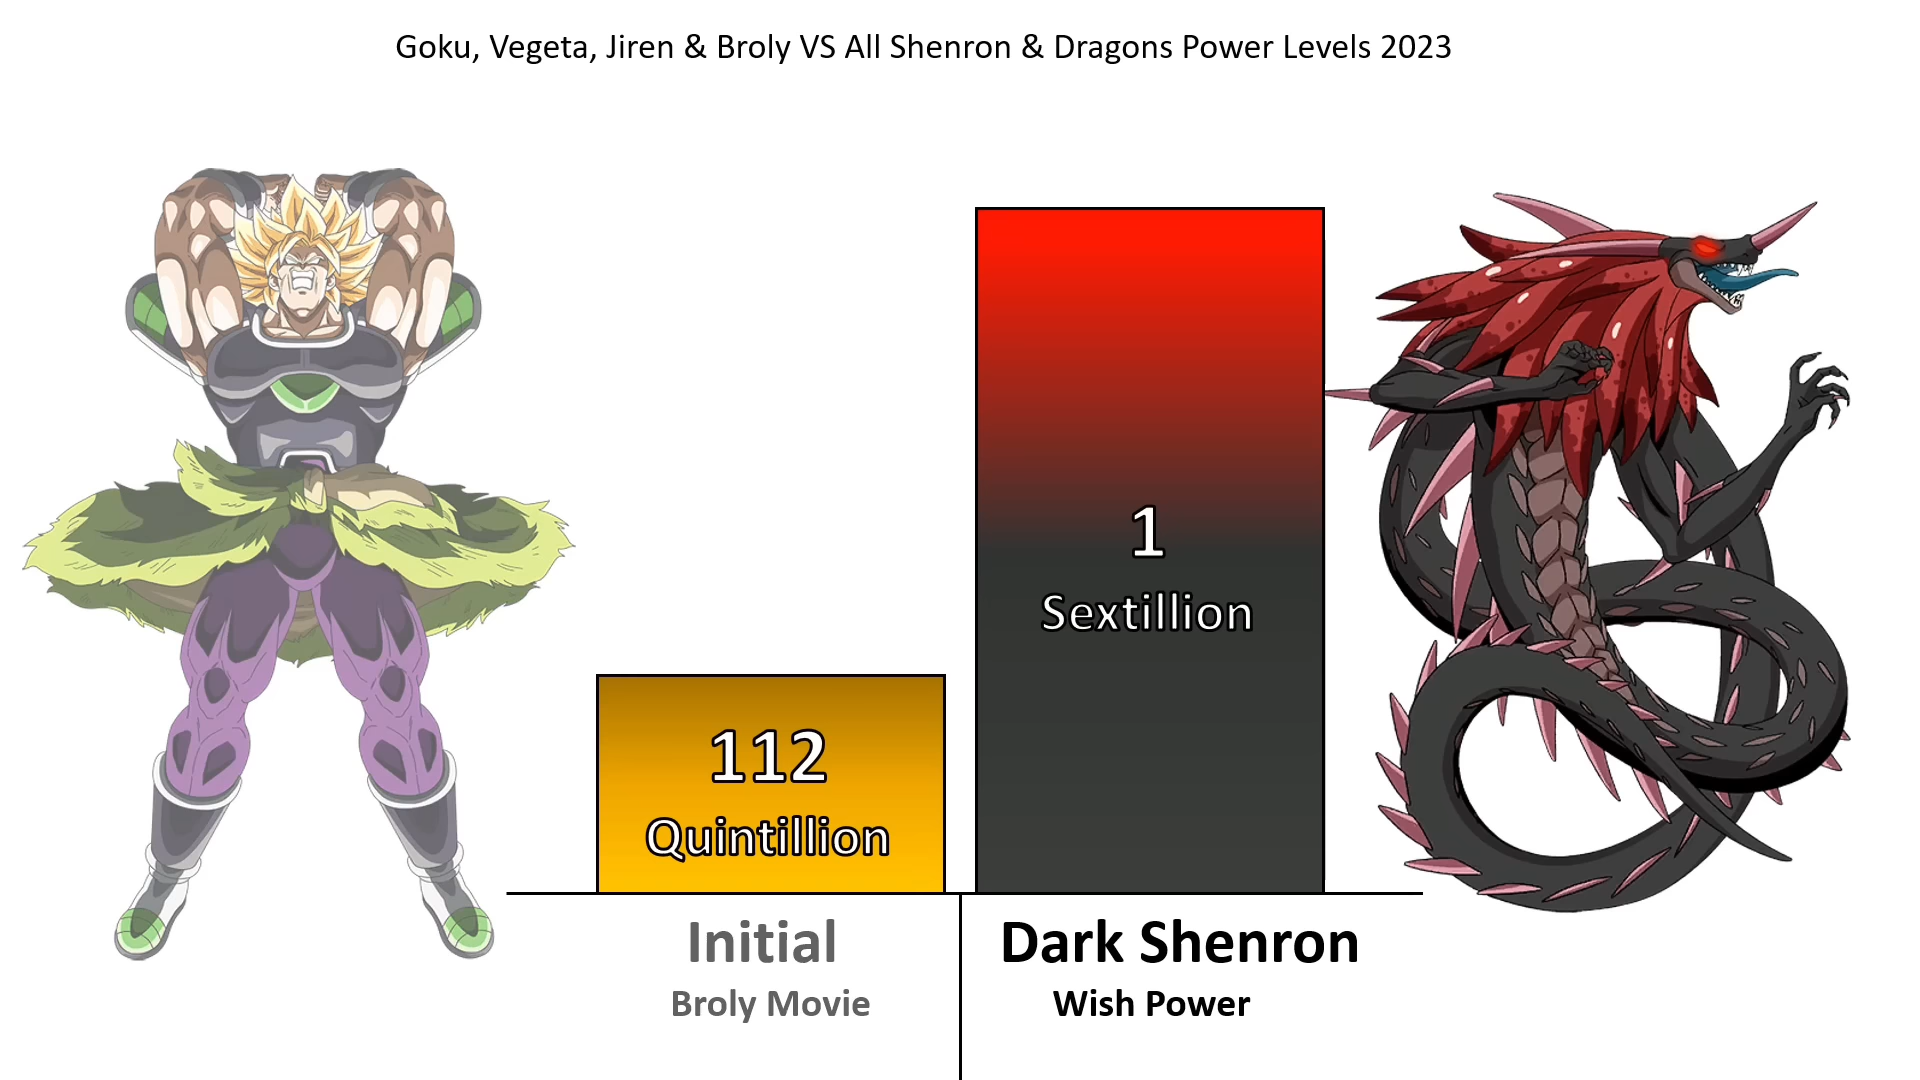 Goku, Vegeta, Jiren & Broly VS All Shenron & Dragons Power Levels 2023
112
Quintillion
1
Sextillion
Initial
Broly Movie
Dark Shenron
Wish Power